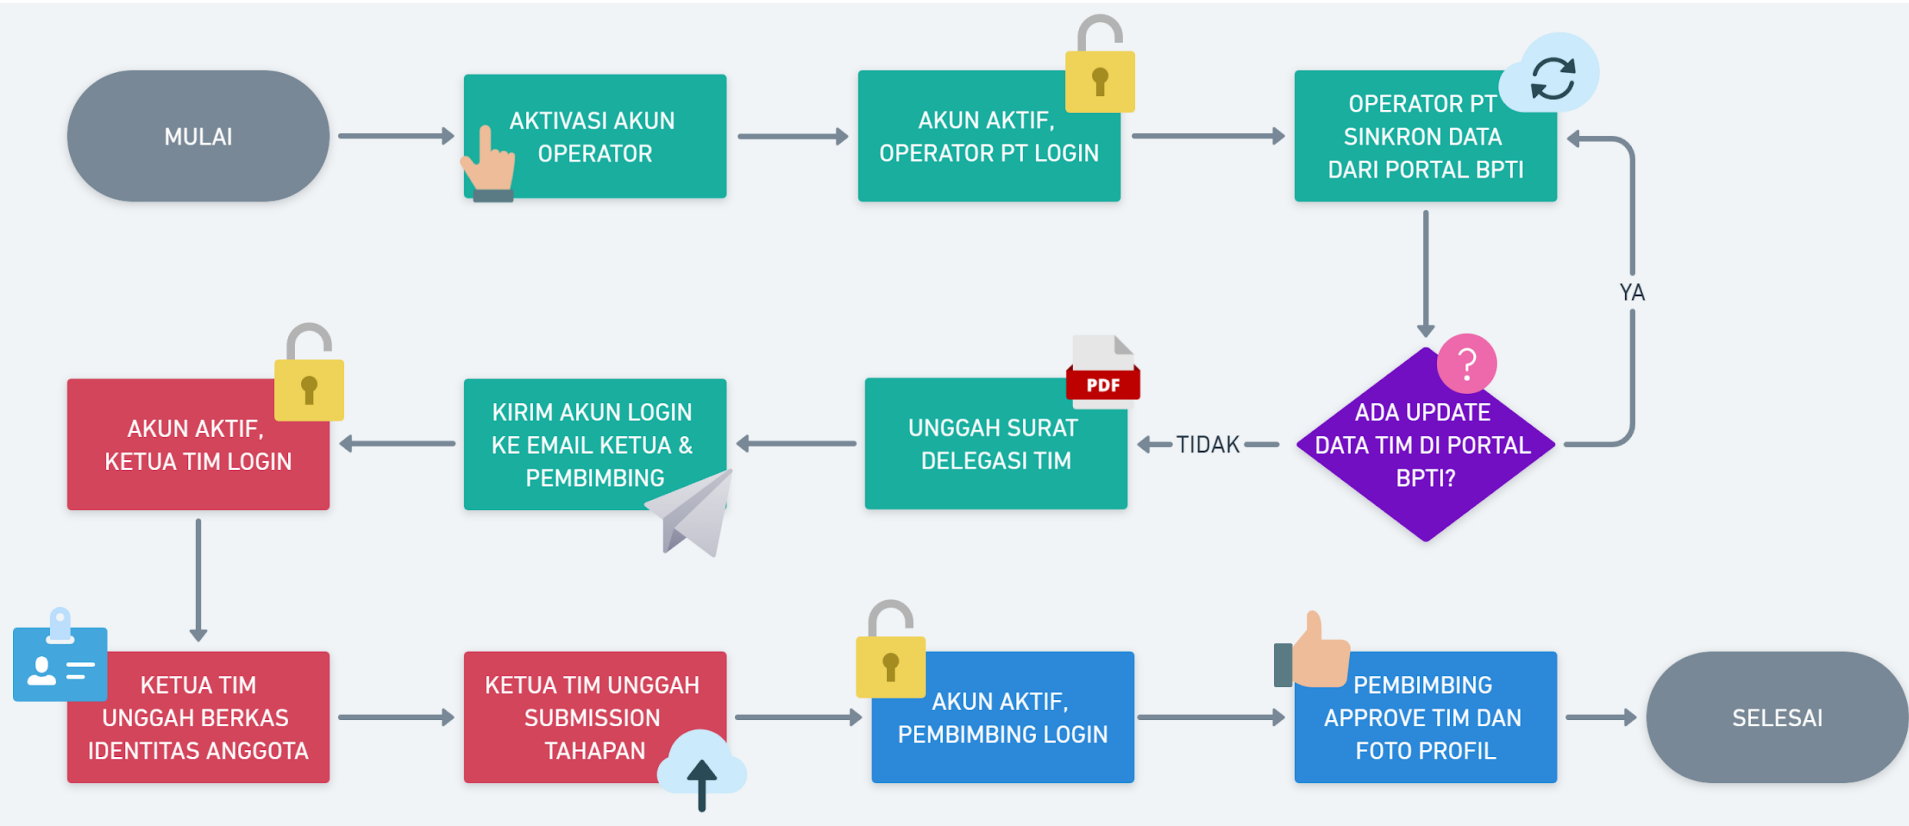 MULAI
AKTIVASI AKUN
OPERATOR
AKUN AKTIF,
OPERATOR PT LOGIN
OPERATOR PT
SINKRON DATA
DARI PORTAL BPTI
YA
?
ADA UPDATE
DATA TIM DI PORTAL
BPTI?
TIDAK
PDF
UNGGAH SURAT
DELEGASI TIM
KIRIM AKUN LOGIN
KE EMAIL KETUA &
PEMBIMBING
AKUN AKTIF,
KETUA TIM LOGIN
KETUA TIM
UNGGAH BERKAS
IDENTITAS ANGGOTA
KETUA TIM UNGGAH
SUBMISSION
TAHAPAN
AKUN AKTIF,
PEMBIMBING LOGIN
PEMBIMBING
APPROVE TIM DAN
FOTO PROFIL
SELESAI